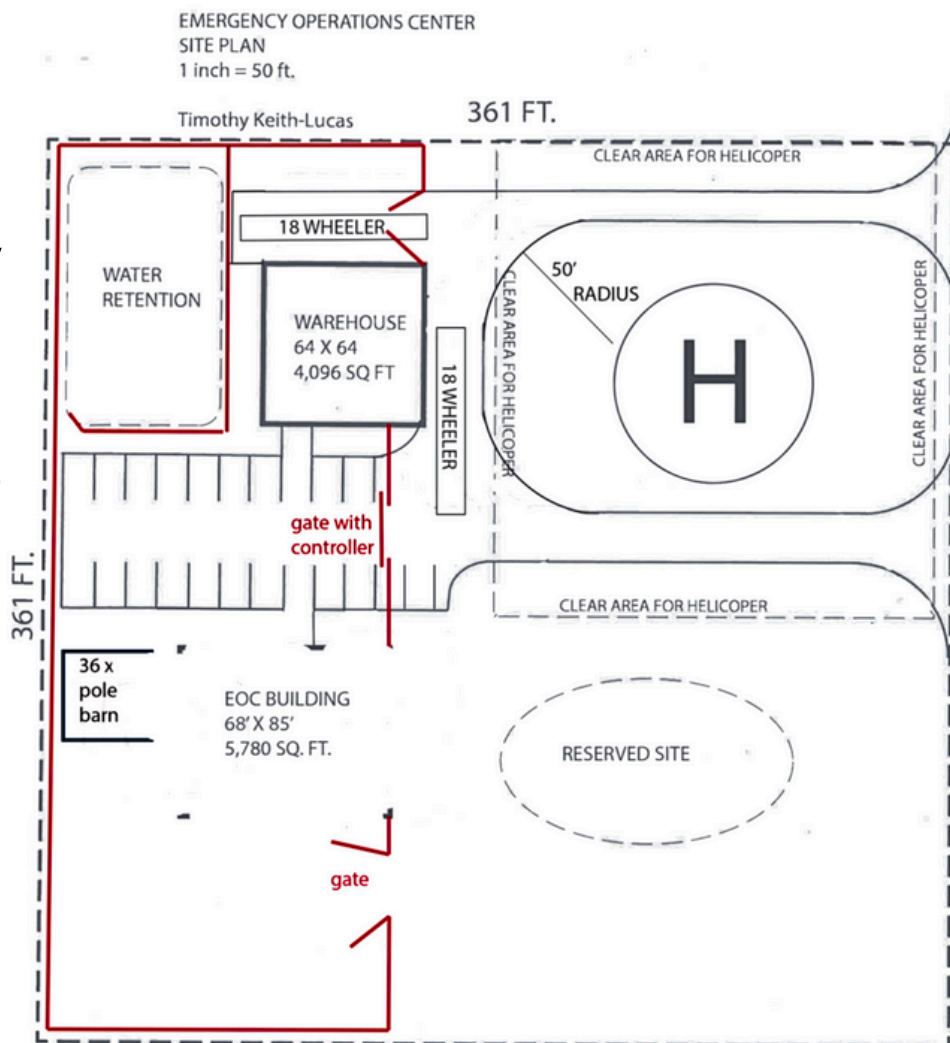 EMERGENCY OPERATIONS CENTER
SITE PLAN
1 inch = 50 ft.
Timothy Keith-Lucas
361 FT.
CLEAR AREA FOR HELICOPER
18 WHEELER
WATER
RETENTION
50'
RADIUS
WAREHOUSE
64 X 64
4,096 SQ FT
18 WHEELER
CLEAR AREA FOR HELICOPER
H
CLEAR AREA FOR HELICOPER
gate with
controller
361 FT.
CLEAR AREA FOR HELICOPER
36 x
pole
barn
EOC BUILDING
68' X 85'
5,780 SQ. FT.
RESERVED SITE
gate